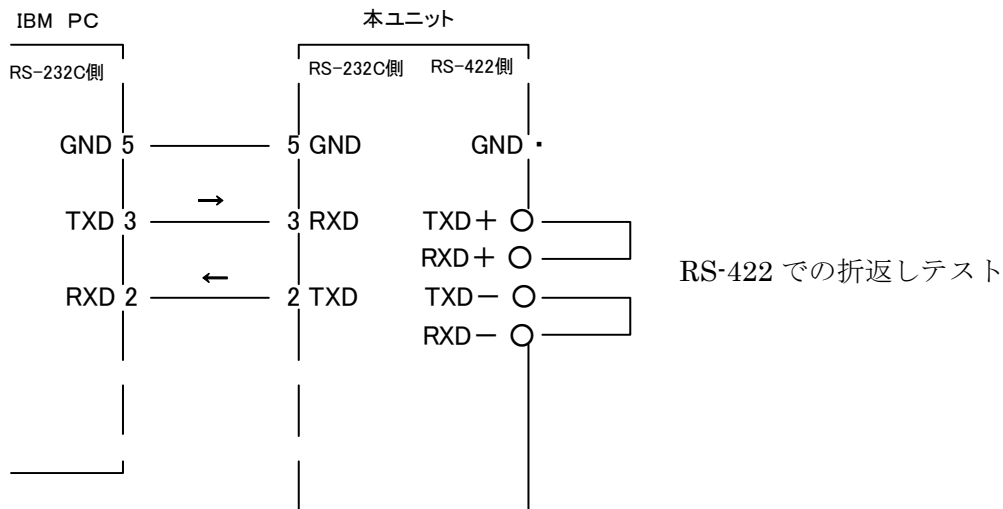 IBM PC
本ユニット
RS-232C側
RS-232C側
RS-422側
GND 5
5 GND
GND
→
TXD 3
3 RXD
TXD＋
RXD＋
RS-422 での折返しテスト
←
RXD 2
2 TXD
TXD－
RXD－